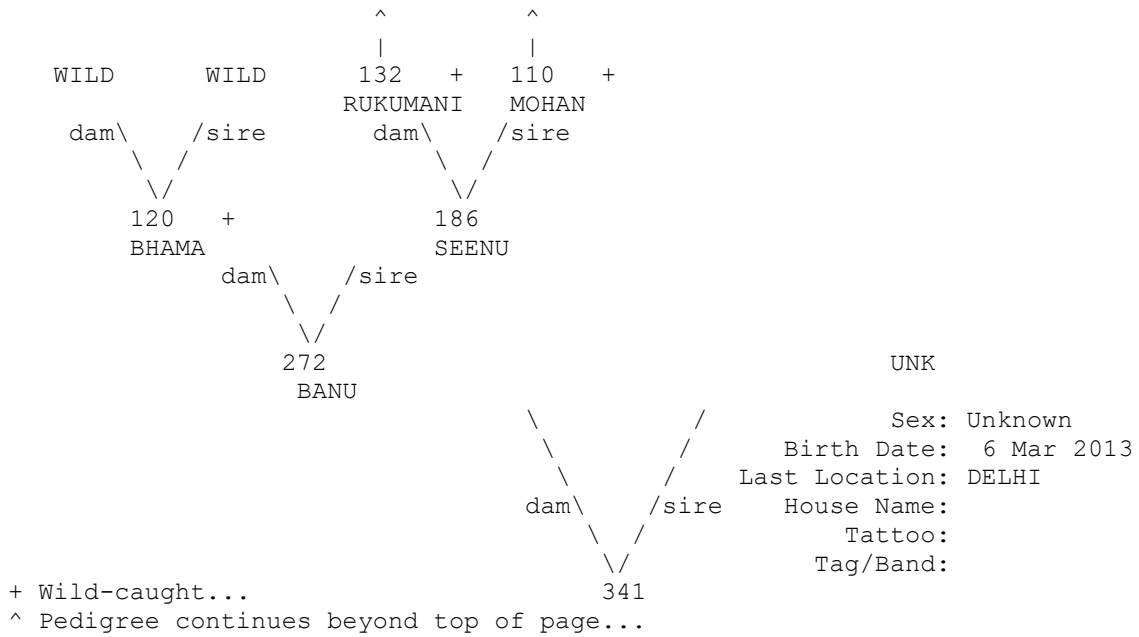 ^ ^
| |
WILD WILD 132 + 110 +
RUKUMANI MOHAN
dam\ /sire dam\ /sire
\ / \ /
\/ \/
120 + 186
BHAMA SEENU
dam\ /sire
\ /
\/
272 UNK
BANU
\ / Sex: Unknown
\ / Birth Date: 6 Mar 2013
\ / Last Location: DELHI
dam\ /sire House Name:
\ / Tattoo:
\/ Tag/Band:
+ Wild-caught... 341
^ Pedigree continues beyond top of page...